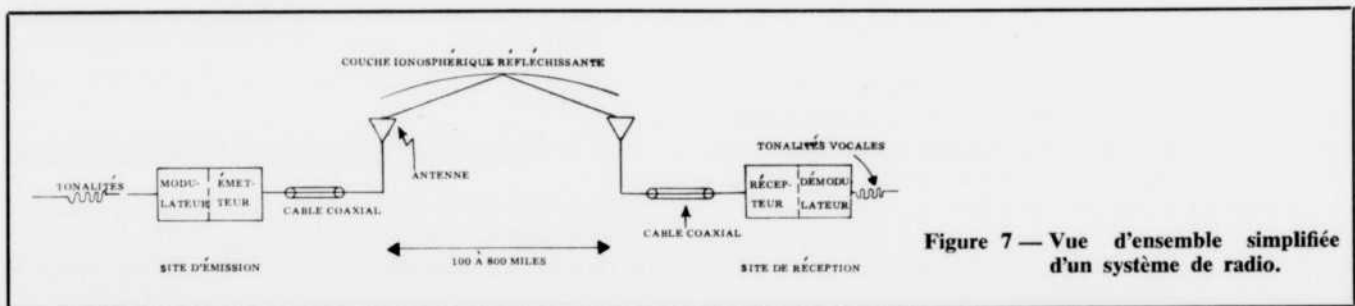 COUCHE IONOSPHÉRIQUE RÉFLÉCHISSANTE
TONALITÉS
MODU-
LATEUR
ÉMET-
TEUR
CABLE COAXIAL
ANTENNE
CABLE COAXIAL
RÉCEP-
TEUR
DÉMODU-
LATEUR
TONALITÉS VOCALES
100 À 800 MILES
SITE D'ÉMISSION
SITE DE RÉCEPTION
Figure 7 — Vue d'ensemble simplifiée
d'un système de radio.